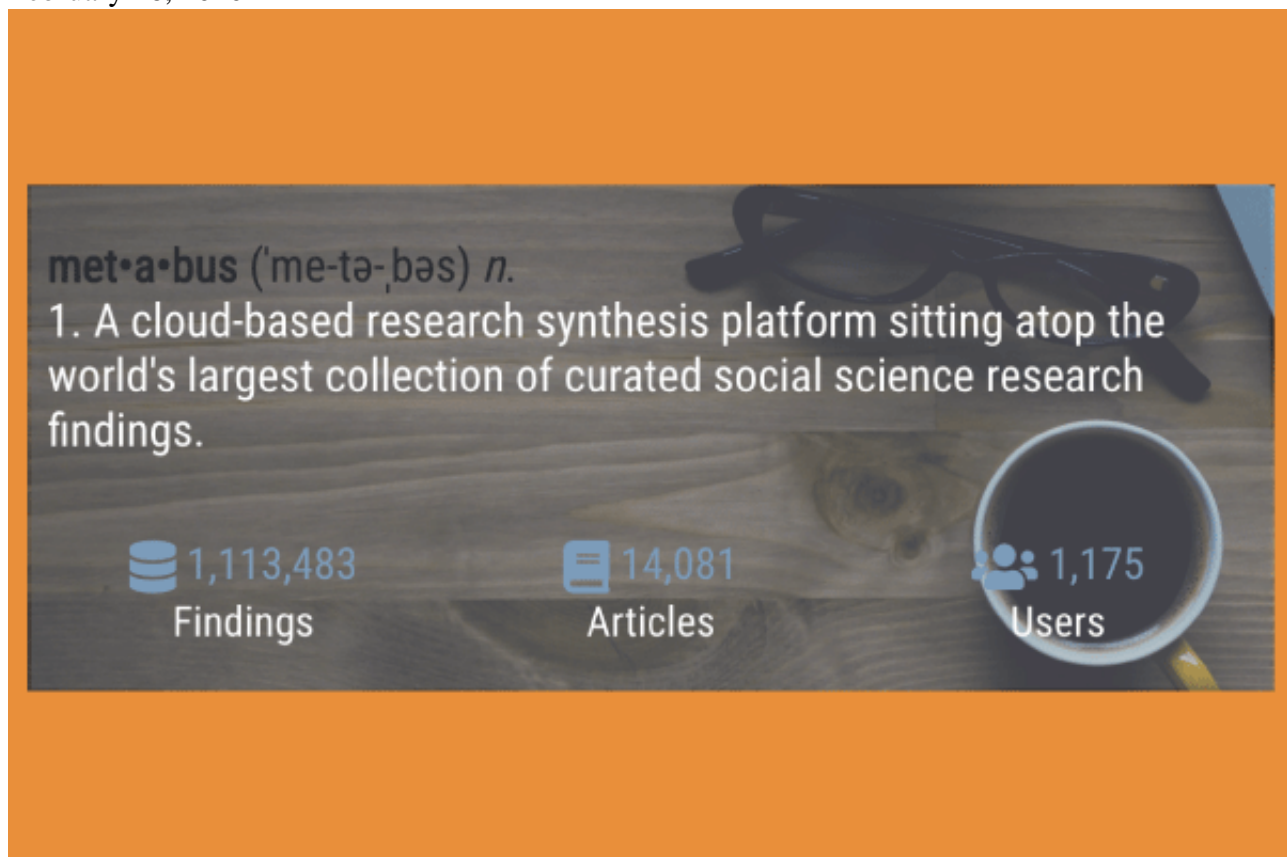 met•a•bus (ˈme-tə-ˌbəs) n.
1. A cloud-based research synthesis platform sitting atop the
world's largest collection of curated social science research
findings.
1,113,483
Findings
14,081
Articles
1,175
Users